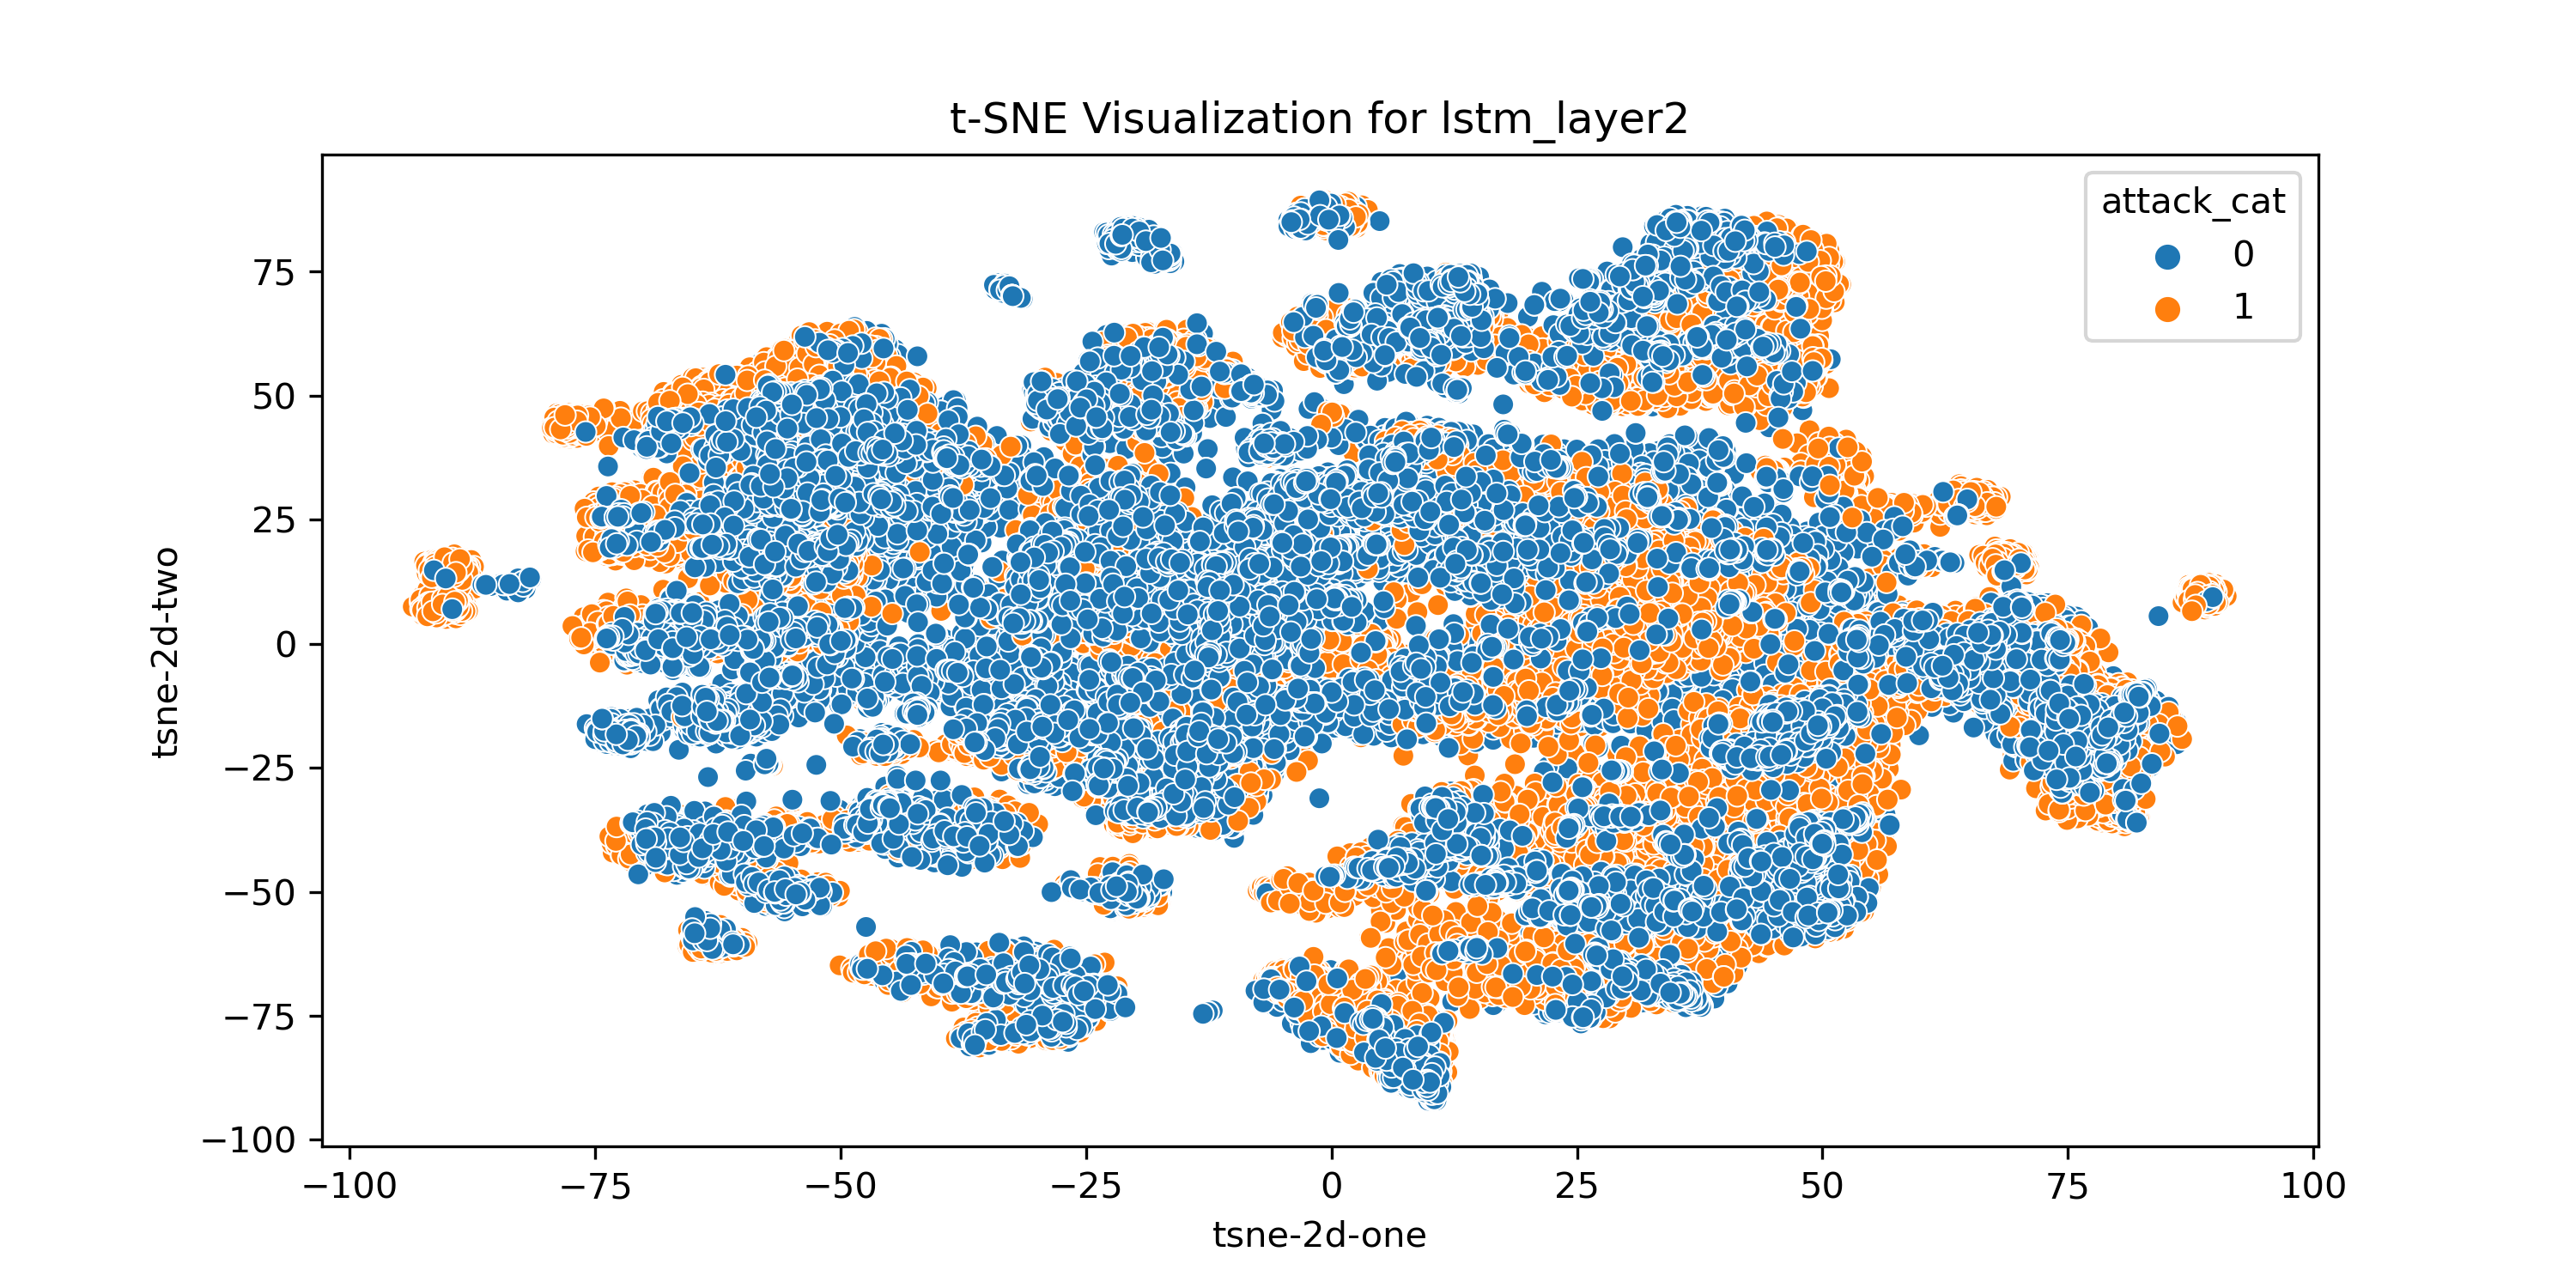 t-SNE Visualization for lstm_layer2
attack_cat
0
1
75
50
25
0
−25
−50
−75
−100
tsne-2d-two
−100 −75 −50 −25 0 25 50 75 100
tsne-2d-one